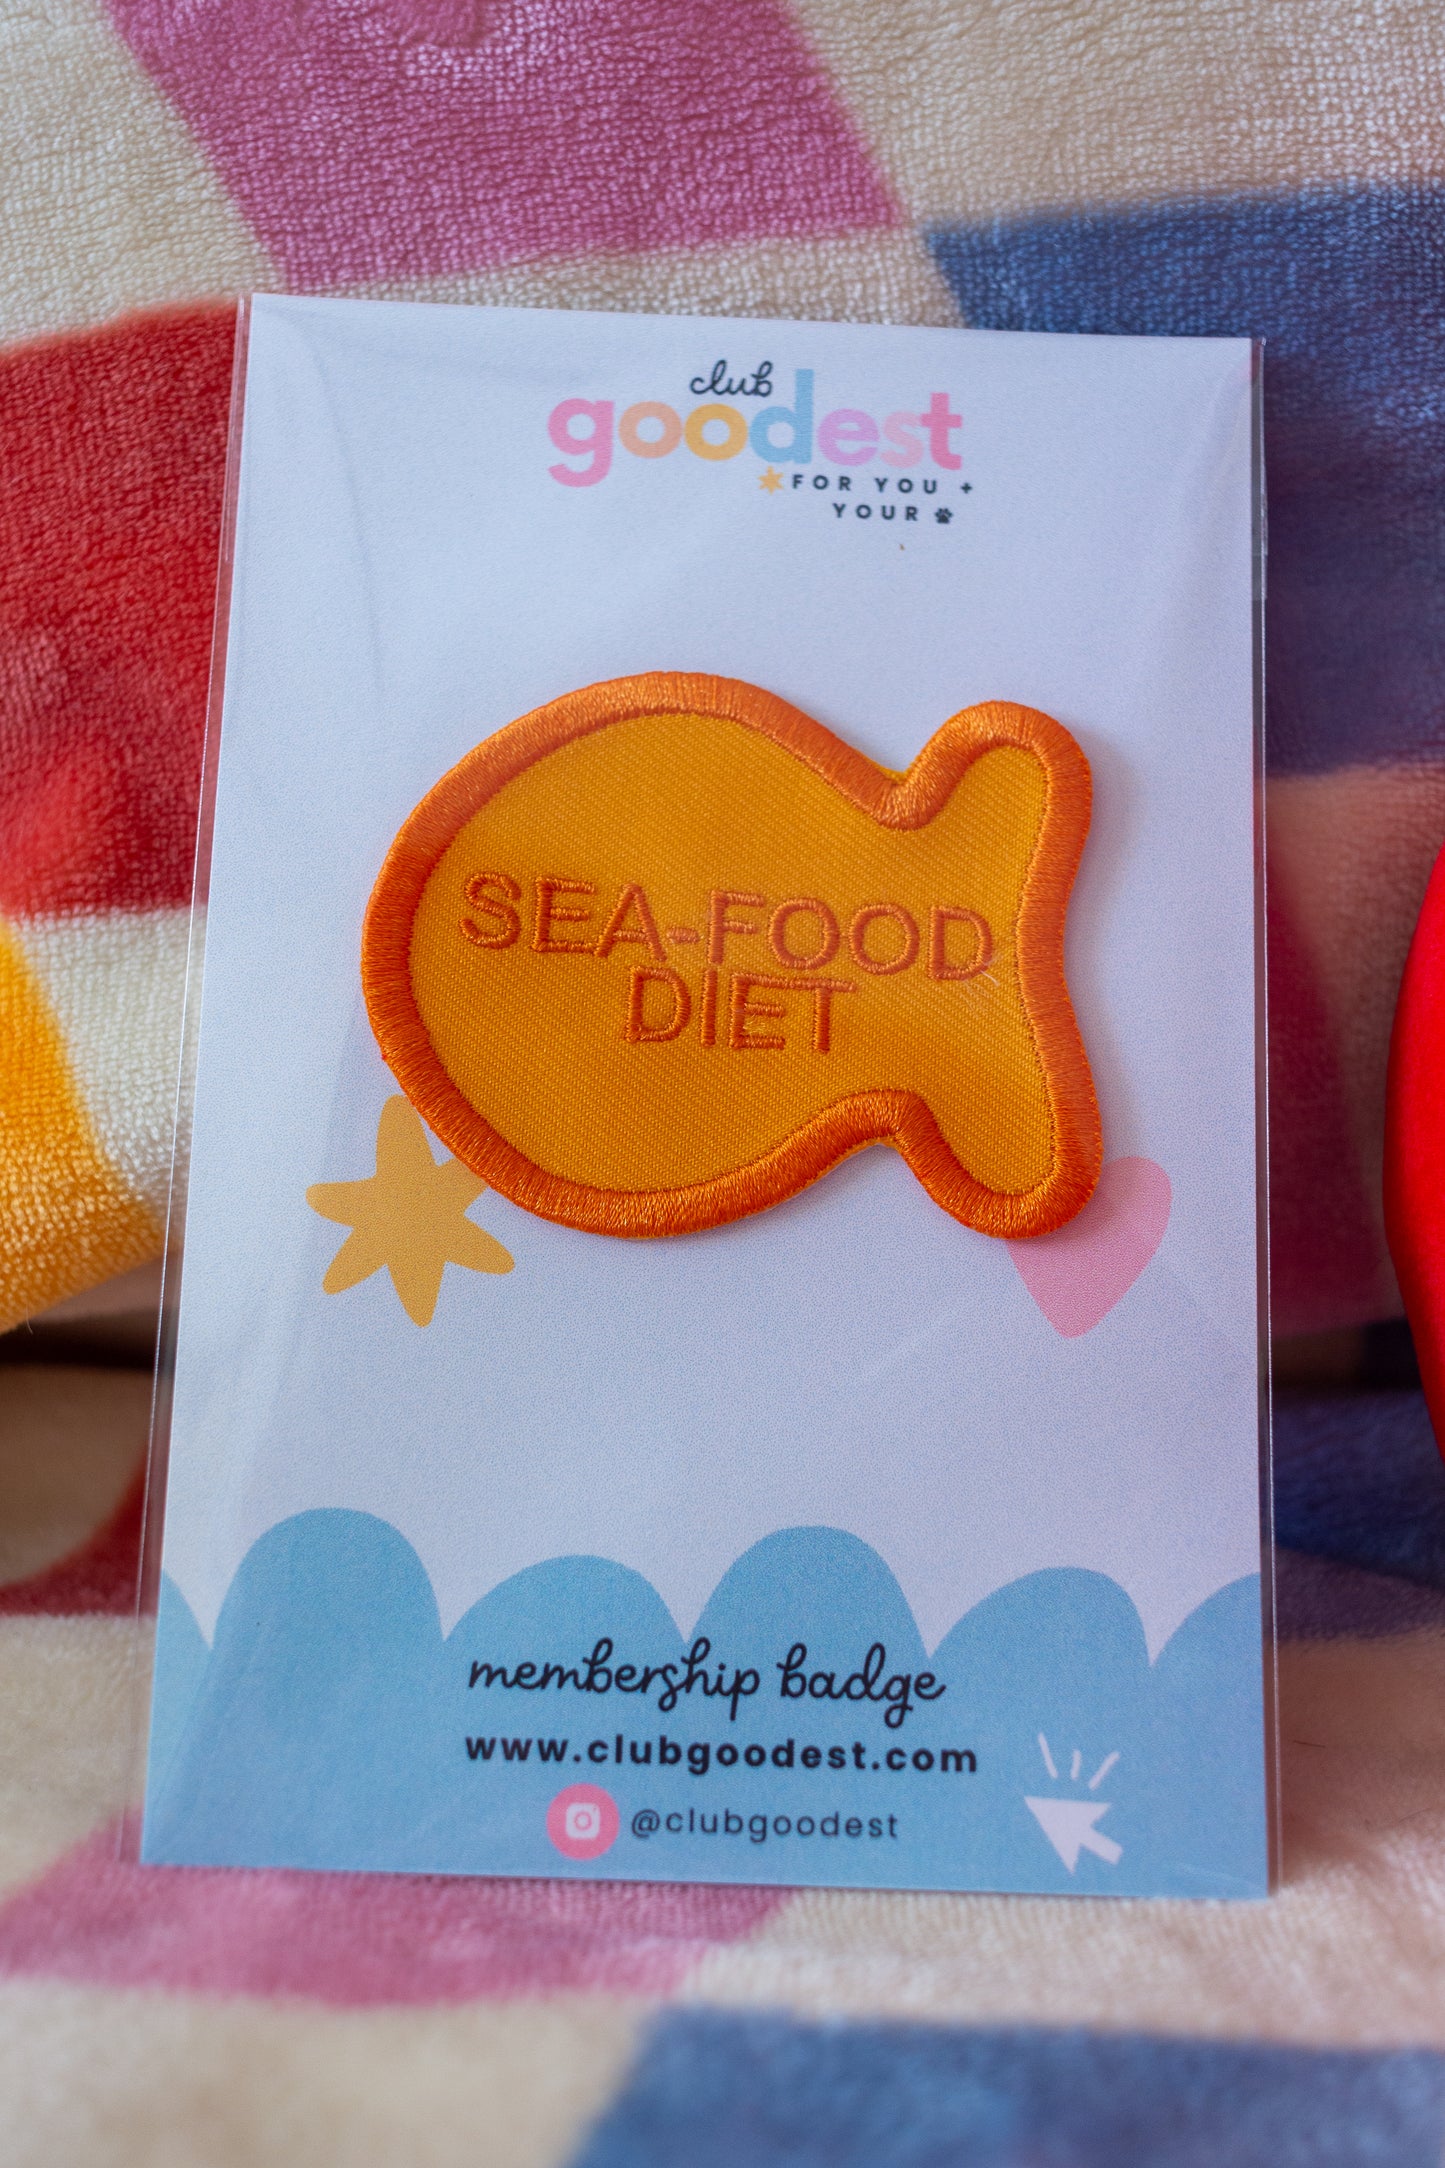 club
goodest
FOR YOU +
YOUR
SEA-FOOD
DIET
membership badge
www.clubgoodest.com
@clubgoodest